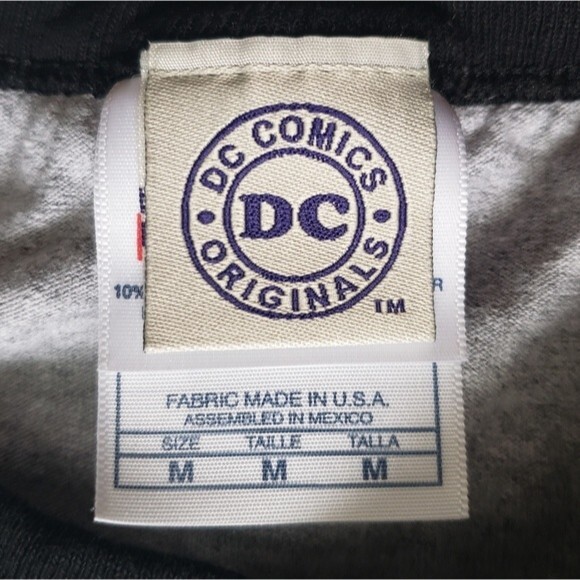 DC COMICS
DC
ORIGINALS
TM
10%
R
FABRIC MADE IN U.S.A.
ASSEMBLED IN MEXICO
SIZE TAILLE TALLA
M M M